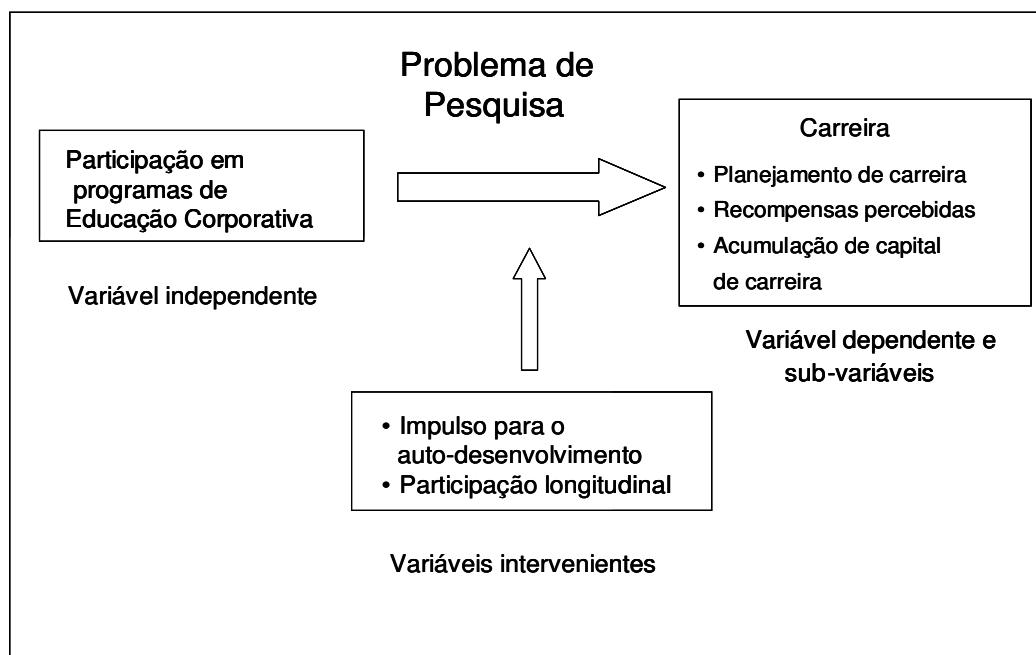 Problema de
Pesquisa
Participação em
programas de
Educação Corporativa
Variável independente
Carreira
• Planejamento de carreira
• Recompensas percebidas
• Acumulação de capital
de carreira
Variável dependente e
sub-variáveis
• Impulso para o
auto-desenvolvimento
• Participação longitudinal
Variáveis intervenientes